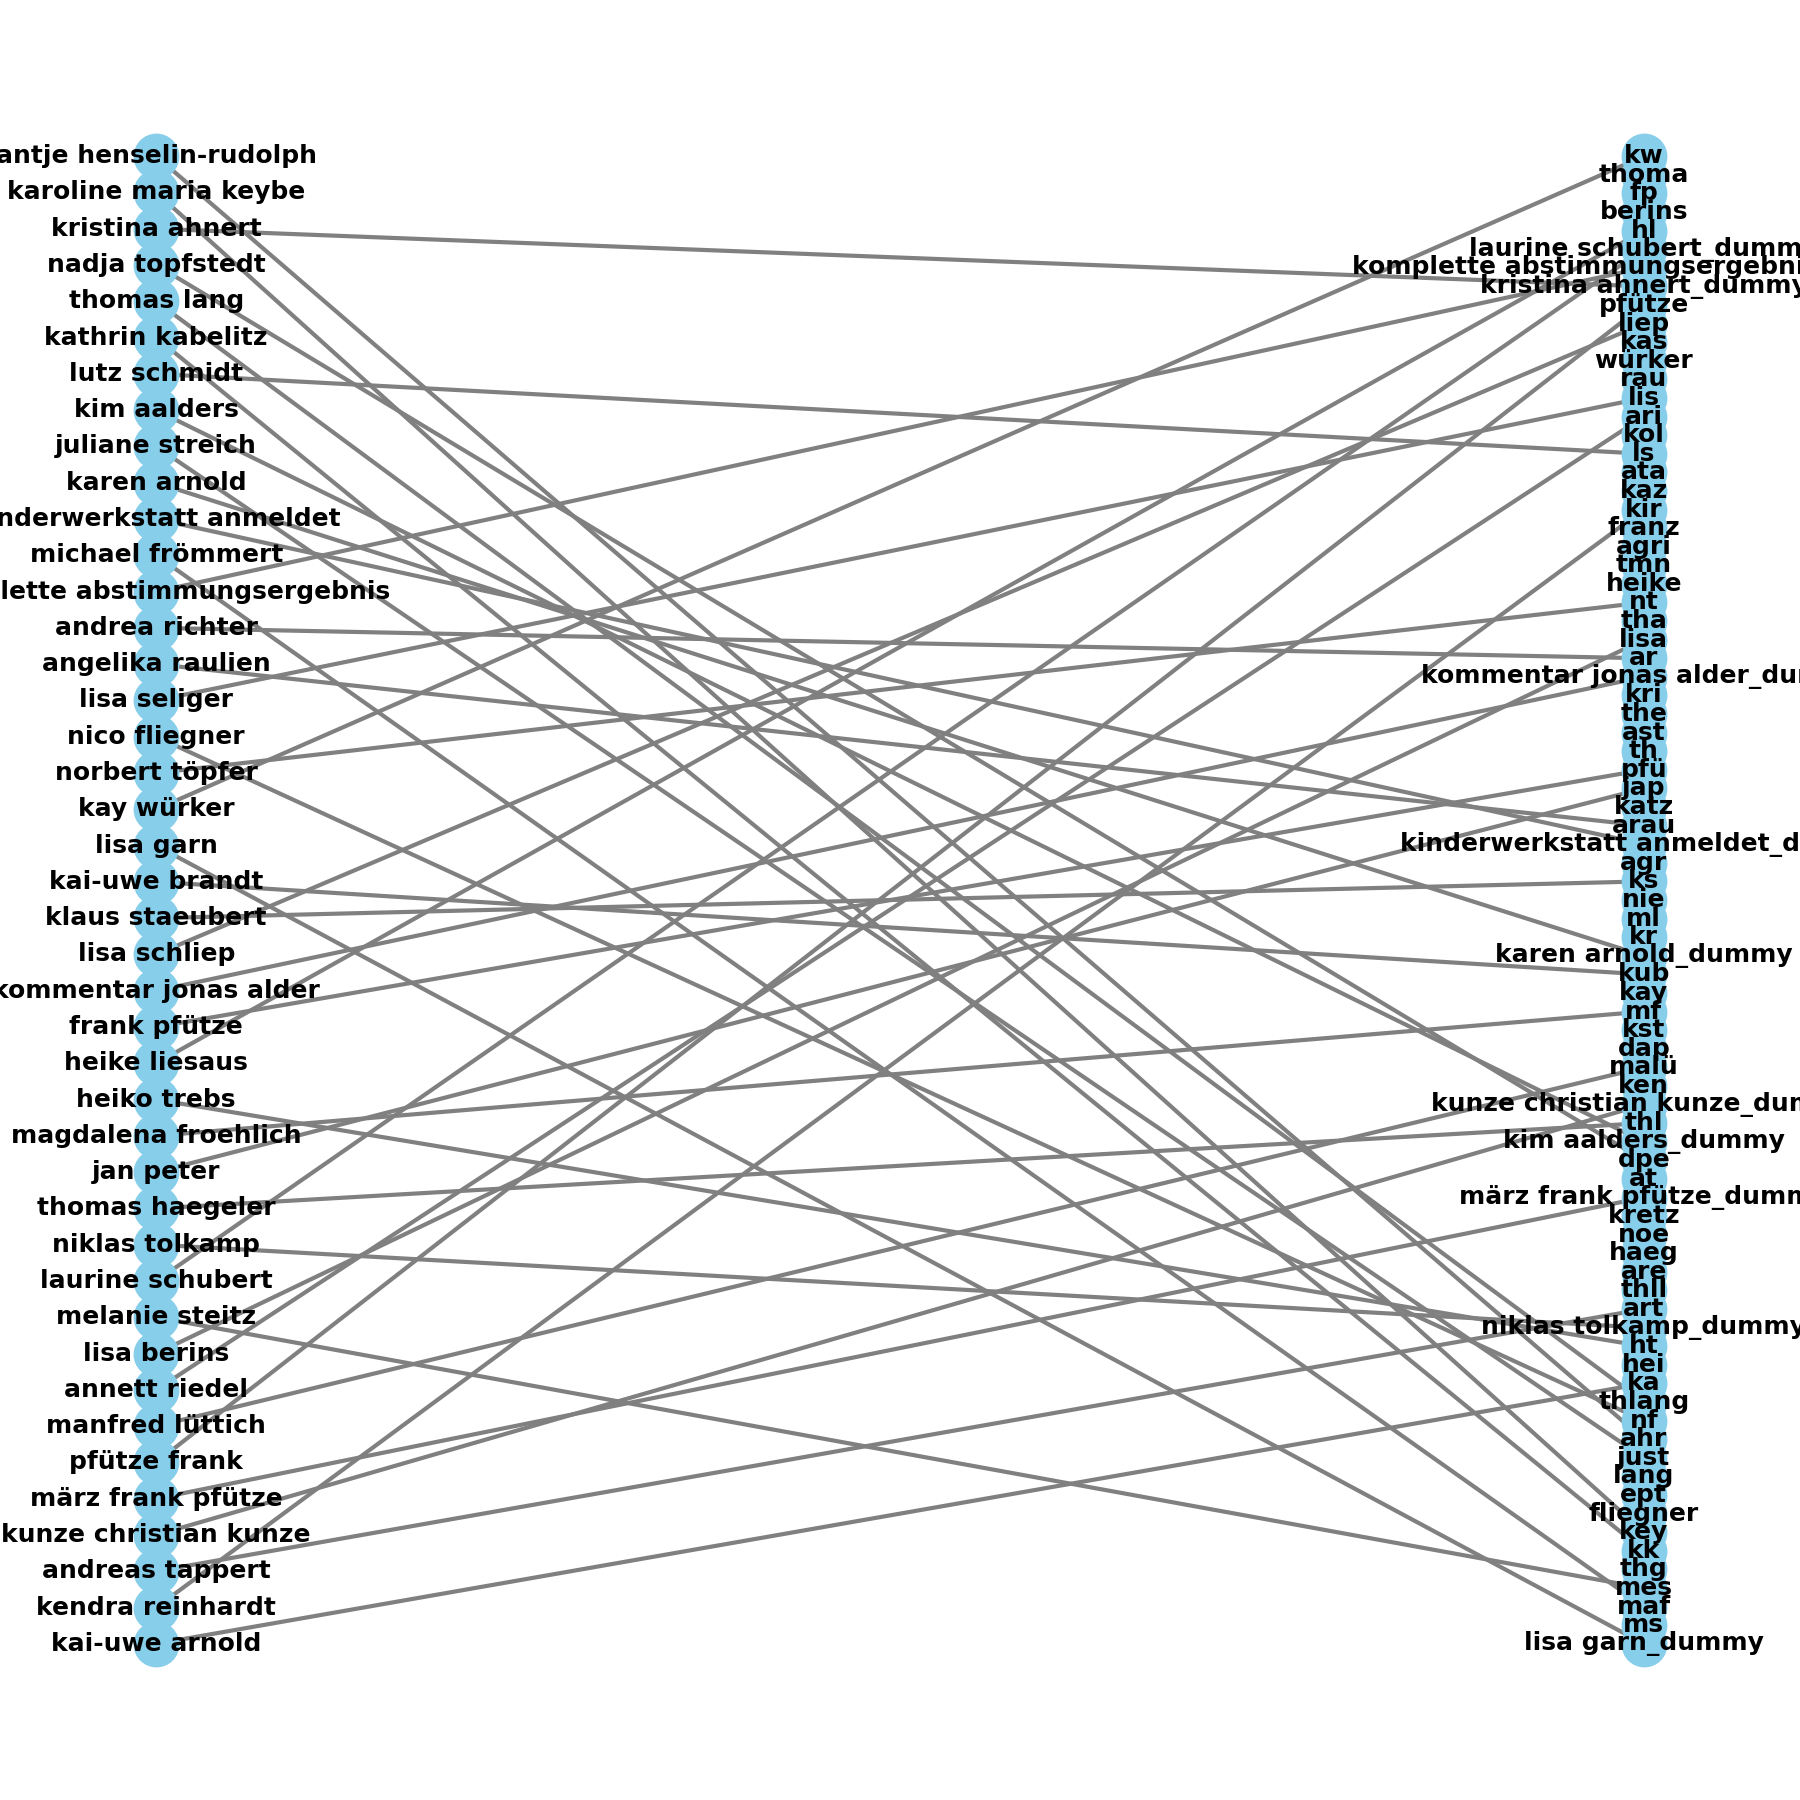 antje henselin-rudolph
karoline maria keybe
kristina ahnert
nadja topfstedt
thomas lang
kathrin kabelitz
lutz schmidt
kim aalders
juliane streich
karen arnold
nderwerkstatt anmeldet
michael frömmert
lette abstimmungsergebnis
andrea richter
angelika raulien
lisa seliger
nico fliegner
norbert töpfer
kay würker
lisa garn
kai-uwe brandt
klaus staeubert
lisa schliep
kommentar jonas alder
frank pfütze
heike liesaus
heiko trebs
magdalena froehlich
jan peter
thomas haegeler
niklas tolkamp
laurine schubert
melanie steitz
lisa berins
annett riedel
manfred lüttich
pfütze frank
märz frank pfütze
kunze christian kunze
andreas tappert
kendra reinhardt
kai-uwe arnold
kw
thoma
fp
berins
hl
laurine schubert_dumm
komplette abstimmungsergebni
kristina ahnert_dummy
pfütze
liep
kas
würker
rau
lis
ari
kol
ls
ata
kaz
kir
franz
agri
tmn
heike
nt
tha
lisa
ar
kommentar jonas alder_du
kri
the
ast
th
pfü
jap
katz
arau
kinderwerkstatt anmeldet_d
agr
ks
nie
ml
kr
karen arnold_dummy
kub
kay
mf
kst
dap
malü
ken
kunze christian kunze_du
thl
kim aalders_dummy
dpe
at
märz frank pfütze_dum
kretz
noe
haeg
are
thll
art
niklas tolkamp_dummy
ht
hei
ka
thlang
nf
ahr
just
lang
ept
fliegner
key
kk
thg
mes
maf
ms
lisa garn_dummy